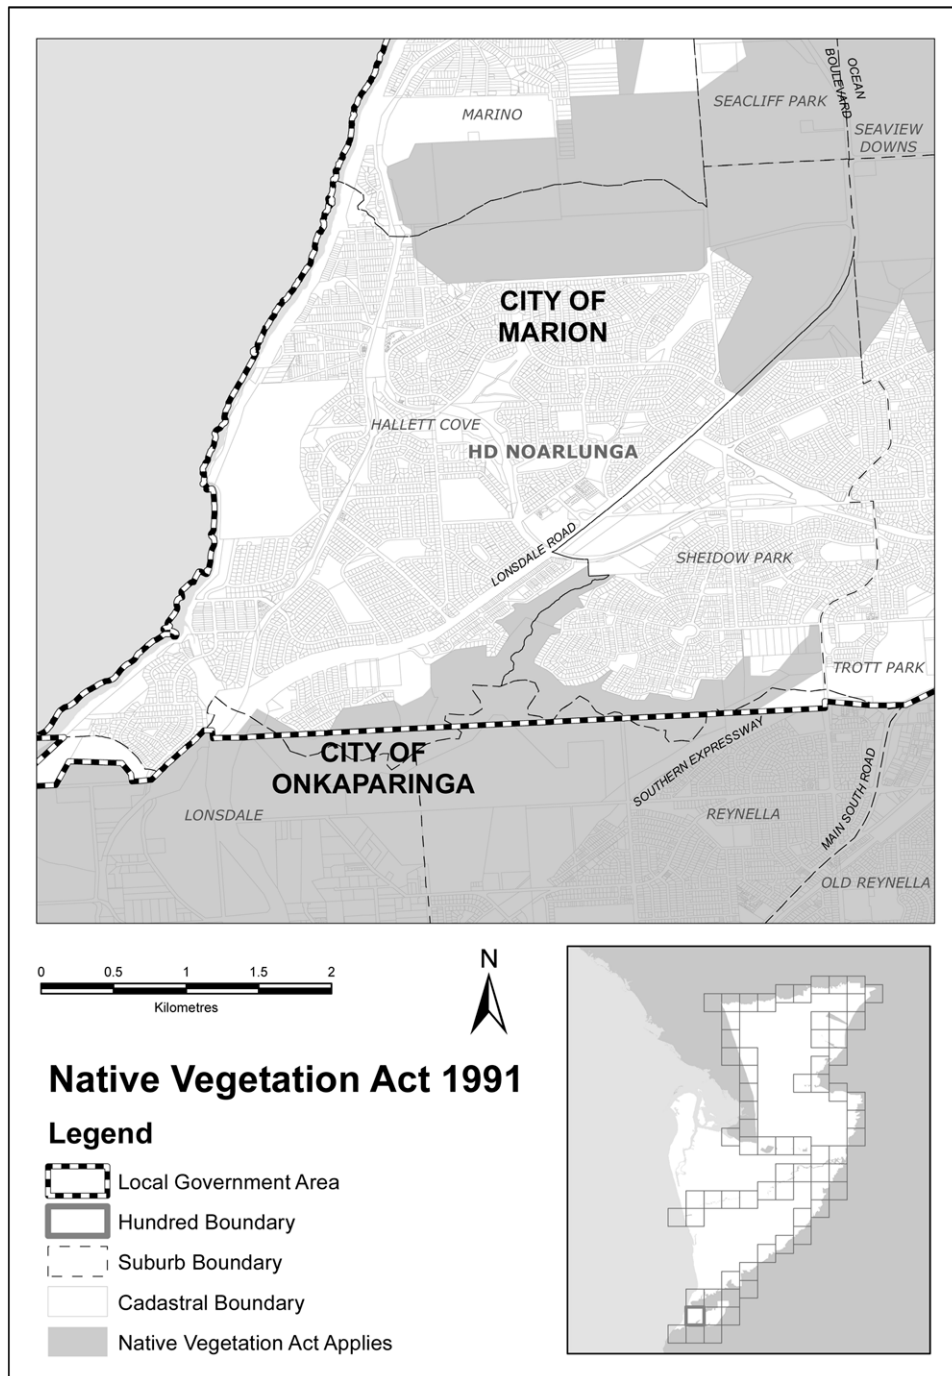 MARINO
SEACLIFF PARK
OCEAN
BOULEVARD
SEAVIEW
DOWNS
CITY OF
MARION
HALLETT COVE
HD NOARLUNGA
LONSDALE ROAD
SHEIDOW PARK
TROTT PARK
CITY OF
ONKAPARINGA
SOUTHERN EXPRESSWAY
LONSDALE
REYNELLA
MAIN SOUTH ROAD
OLD REYNELLA
0 0.5 1 1.5 2
Kilometres
N
Native Vegetation Act 1991
Legend
Local Government Area
Hundred Boundary
Suburb Boundary
Cadastral Boundary
Native Vegetation Act Applies